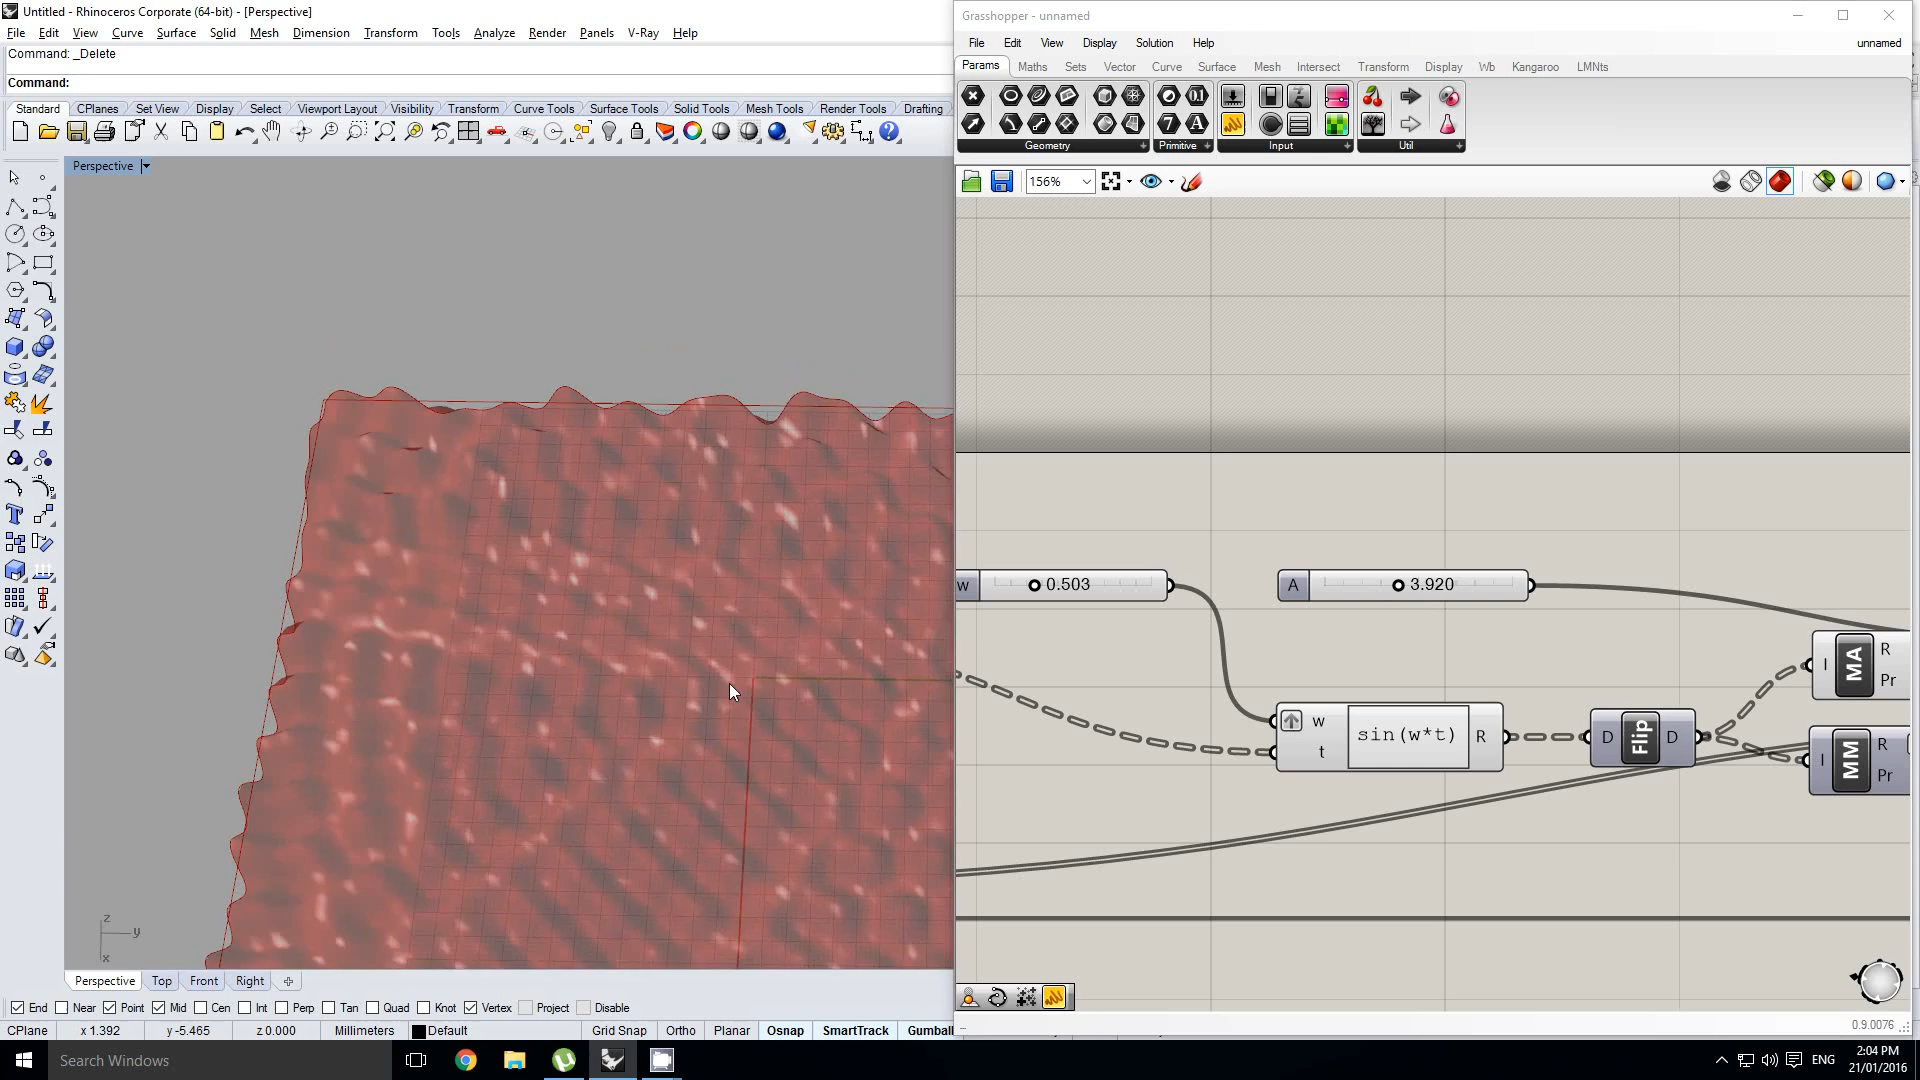 Untitled - Rhinoceros Corporate (64-bit) - [Perspective]
File Edit View Curve Surface Solid Mesh Dimension Transform Tools Analyze Render Panels V-Ray Help
Command: _Delete
Command:
Standard CPlanes Set View Display Select Viewport Layout Visibility Transform Curve Tools Surface Tools Solid Tools Mesh Tools Render Tools Drafting
Perspective
z
y
x
Perspective Top Front Right
End Near Point Mid Cen Int Perp Tan Quad Knot Vertex Project Disable
CPlane x 1.392 y -5.465 z 0.000 Millimeters Default Grid Snap Ortho Planar Osnap SmartTrack Gumball
Grasshopper - unnamed
File Edit View Display Solution Help unnamed
Params Maths Sets Vector Curve Surface Mesh Intersect Transform Display Wb Kangaroo LMNts
Geometry Primitive Input Util
156%
w 0.503
A 3.920
w
t
sin(w*t)
R
D Flip D
I MA R
Pr
I MM R
Pr
0.9.0076
Search Windows
ENG
2:04 PM
21/01/2016